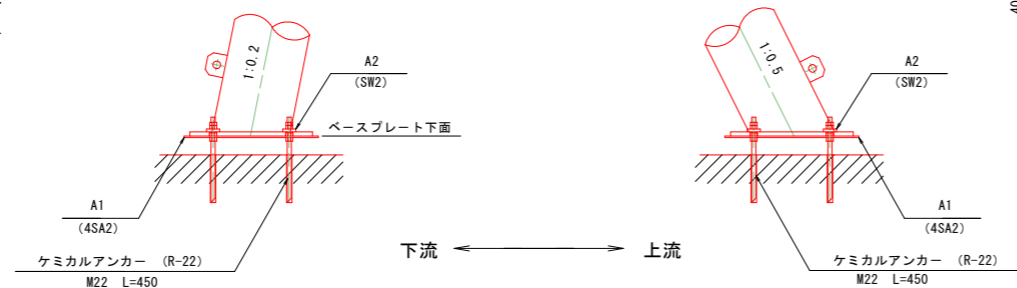 1:0.2
A2
(SW2)
ベースプレート下面
A1
(4SA2)
ケミカルアンカー (R-22)
M22 L=450
下流
上流
1:0.5
A2
(SW2)
A1
(4SA2)
ケミカルアンカー (R-22)
M22 L=450